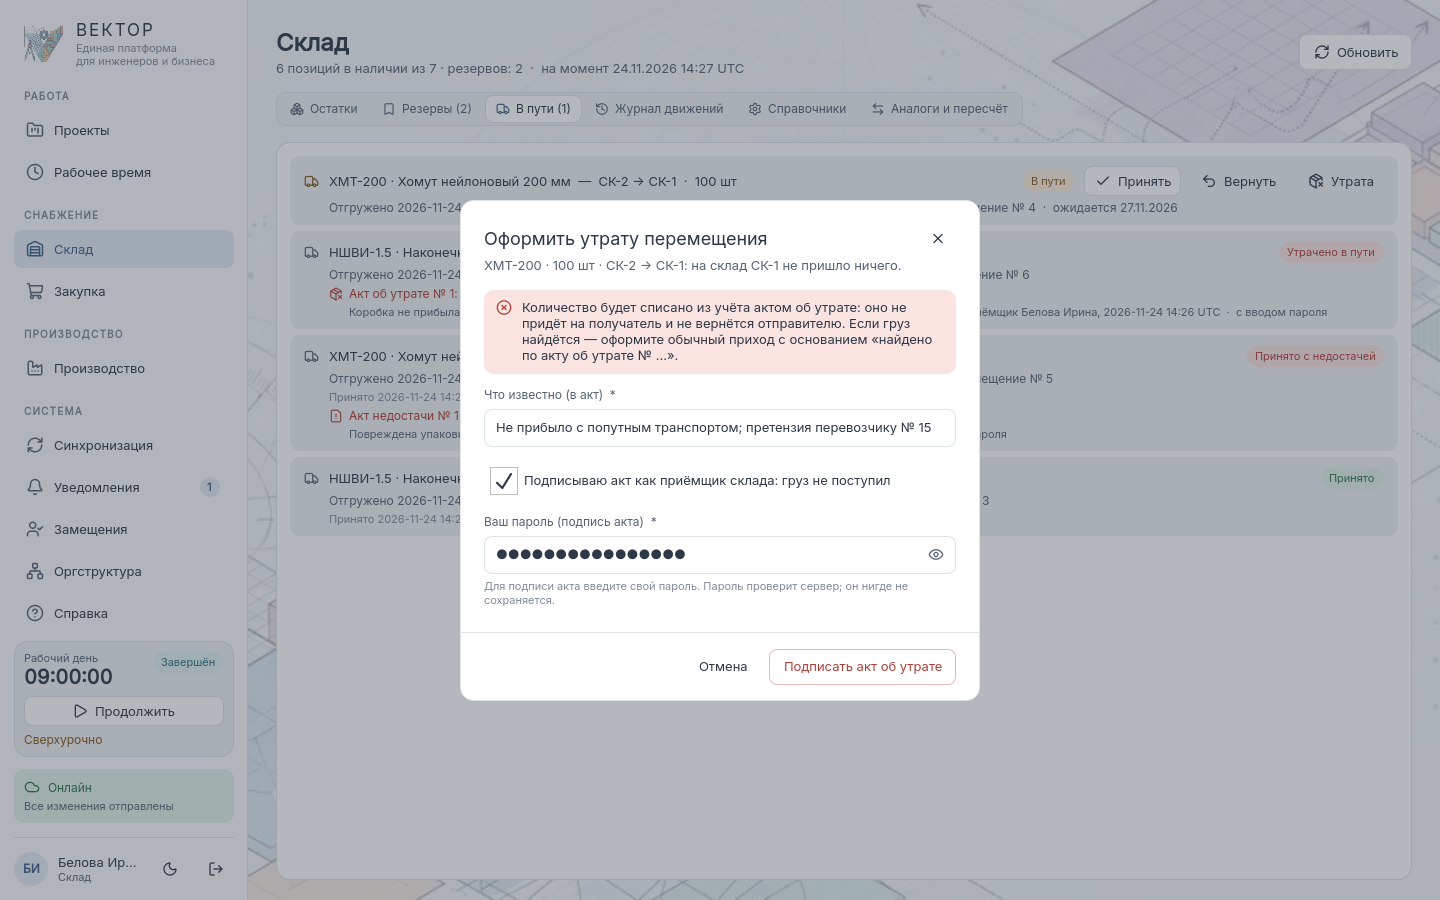 ВЕКТОР
Единая платформа
для инженеров и бизнеса
РАБОТА
Проекты
Рабочее время
СНАБЖЕНИЕ
Склад
Закупка
ПРОИЗВОДСТВО
Производство
СИСТЕМА
Синхронизация
Уведомления 1
Замещения
Оргструктура
Справка
Рабочий день Завершён
09:00:00
Продолжить
Сверхурочно
Онлайн
Все изменения отправлены
БИ Белова Ир...
Склад
Склад
6 позиций в наличии из 7 · резервов: 2 · на момент 24.11.2026 14:27 UTC
Обновить
Остатки Резервы (2) В пути (1) Журнал движений Справочники Аналоги и пересчёт
ХМТ-200 · Хомут нейлоновый 200 мм — СК-2 → СК-1 · 100 шт В пути Принять Вернуть Утрата
Отгружено 2026-11-24 № 4 · ожидается 27.11.2026
НШВИ-1.5 · Утрачено в пути
Отгружено 2026-11-24 № 6
Акт об утрате № 1:
Коробка не прибыла Белова Ирина, 2026-11-24 14:26 UTC · с вводом пароля
ХМТ-200 · Хомут Принято с недостачей
Отгружено 2026-11-24 № 5
Принято 2026-11-24 14:2
Акт недостачи № 1
Повреждена
НШВИ-1.5 · Принято
Отгружено 2026-11-24 3
Принято 2026-11-24 14:2
Оформить утрату перемещения
ХМТ-200 · 100 шт · СК-2 → СК-1: на склад СК-1 не пришло ничего.
Количество будет списано из учёта актом об утрате: оно не
придёт на получатель и не вернётся отправителю. Если груз
найдётся — оформите обычный приход с основанием «найдено
по акту об утрате № ...».
Что известно (в акт) *
Не прибыло с попутным транспортом; претензия перевозчику № 15
Подписываю акт как приёмщик склада: груз не поступил
Ваш пароль (подпись акта) *
Для подписи акта введите свой пароль. Пароль проверит сервер; он нигде не
сохраняется.
Отмена Подписать акт об утрате